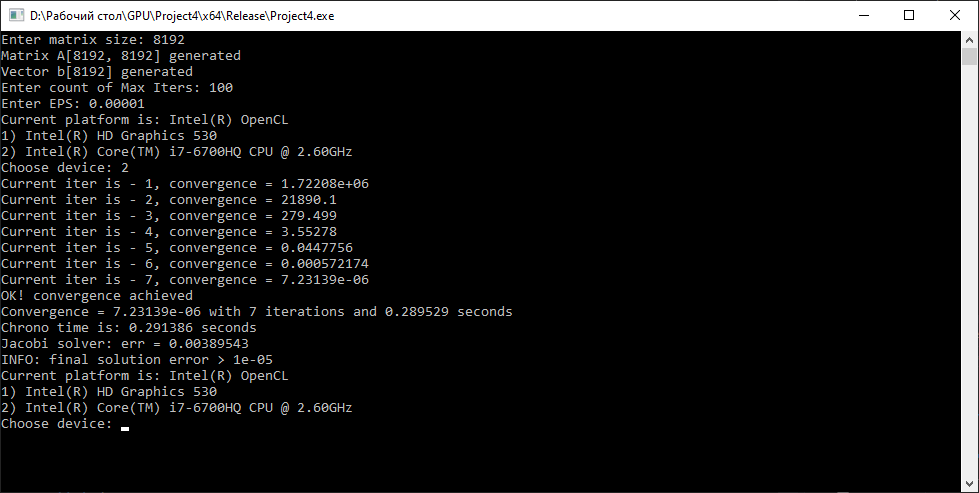 D:\Рабочий стол\GPU\Project4\x64\Release\Project4.exe
Enter matrix size: 8192
Matrix A[8192, 8192] generated
Vector b[8192] generated
Enter count of Max Iters: 100
Enter EPS: 0.00001
Current platform is: Intel(R) OpenCL
1) Intel(R) HD Graphics 530
2) Intel(R) Core(TM) i7-6700HQ CPU @ 2.60GHz
Choose device: 2
Current iter is - 1, convergence = 1.72208e+06
Current iter is - 2, convergence = 21890.1
Current iter is - 3, convergence = 279.499
Current iter is - 4, convergence = 3.55278
Current iter is - 5, convergence = 0.0447756
Current iter is - 6, convergence = 0.000572174
Current iter is - 7, convergence = 7.23139e-06
OK! convergence achieved
Convergence = 7.23139e-06 with 7 iterations and 0.289529 seconds
Chrono time is: 0.291386 seconds
Jacobi solver: err = 0.00389543
INFO: final solution error > 1e-05
Current platform is: Intel(R) OpenCL
1) Intel(R) HD Graphics 530
2) Intel(R) Core(TM) i7-6700HQ CPU @ 2.60GHz
Choose device: